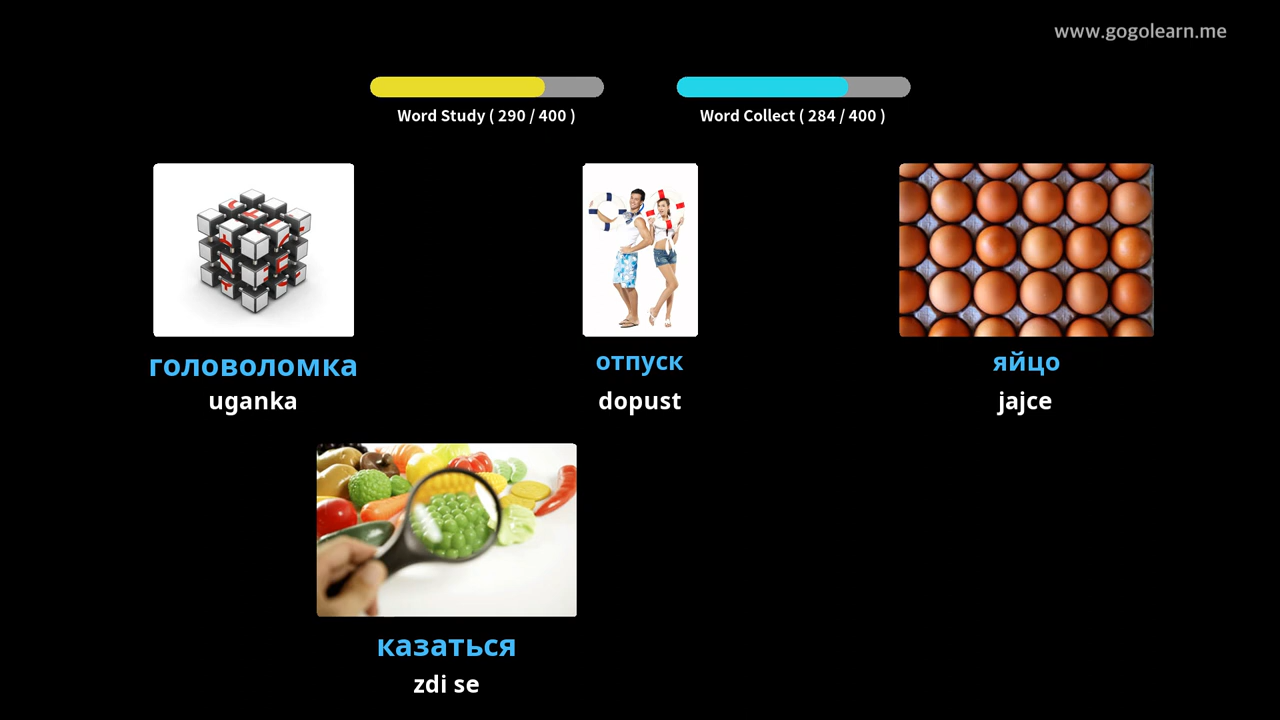 www.gogolearn.me
Word Study ( 290 / 400 )
Word Collect ( 284 / 400 )
головоломка
uganka
отпуск
dopust
яйцо
jajce
казаться
zdi se